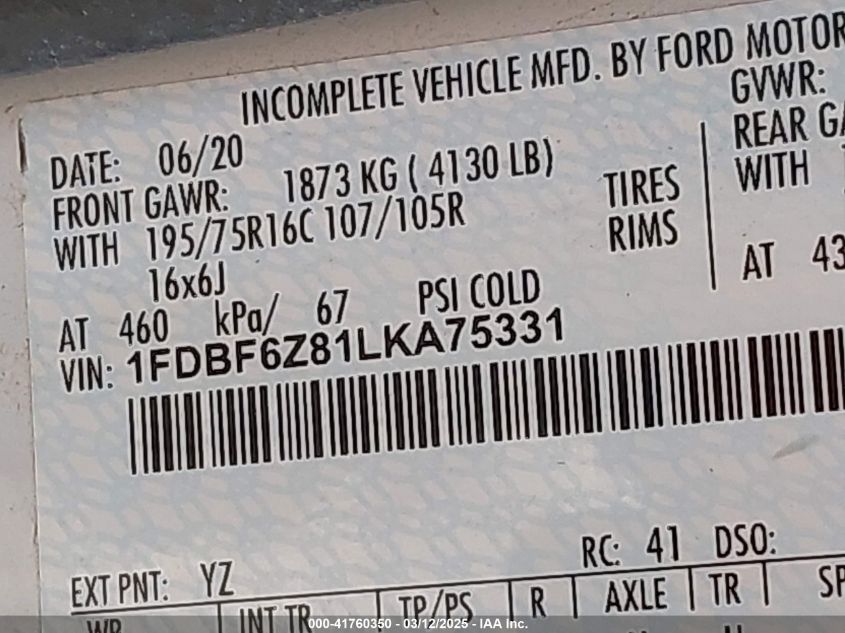 INCOMPLETE VEHICLE MFD. BY FORD MOTOR
DATE: 06/20 GVWR:
FRONT GAWR: 1873 KG ( 4130 LB) REAR
WITH 195/75R16C 107/105R TIRES WITH
16x6J RIMS
AT 460 kPa/ 67 PSI COLD AT 43
VIN: 1FDBF6Z81LKA75331
RC: 41 DSO:
EXT PNT: YZ
WB INT TR TP/PS R AXLE TR SP
000-41760350 - 03/12/2025 - IAA Inc.